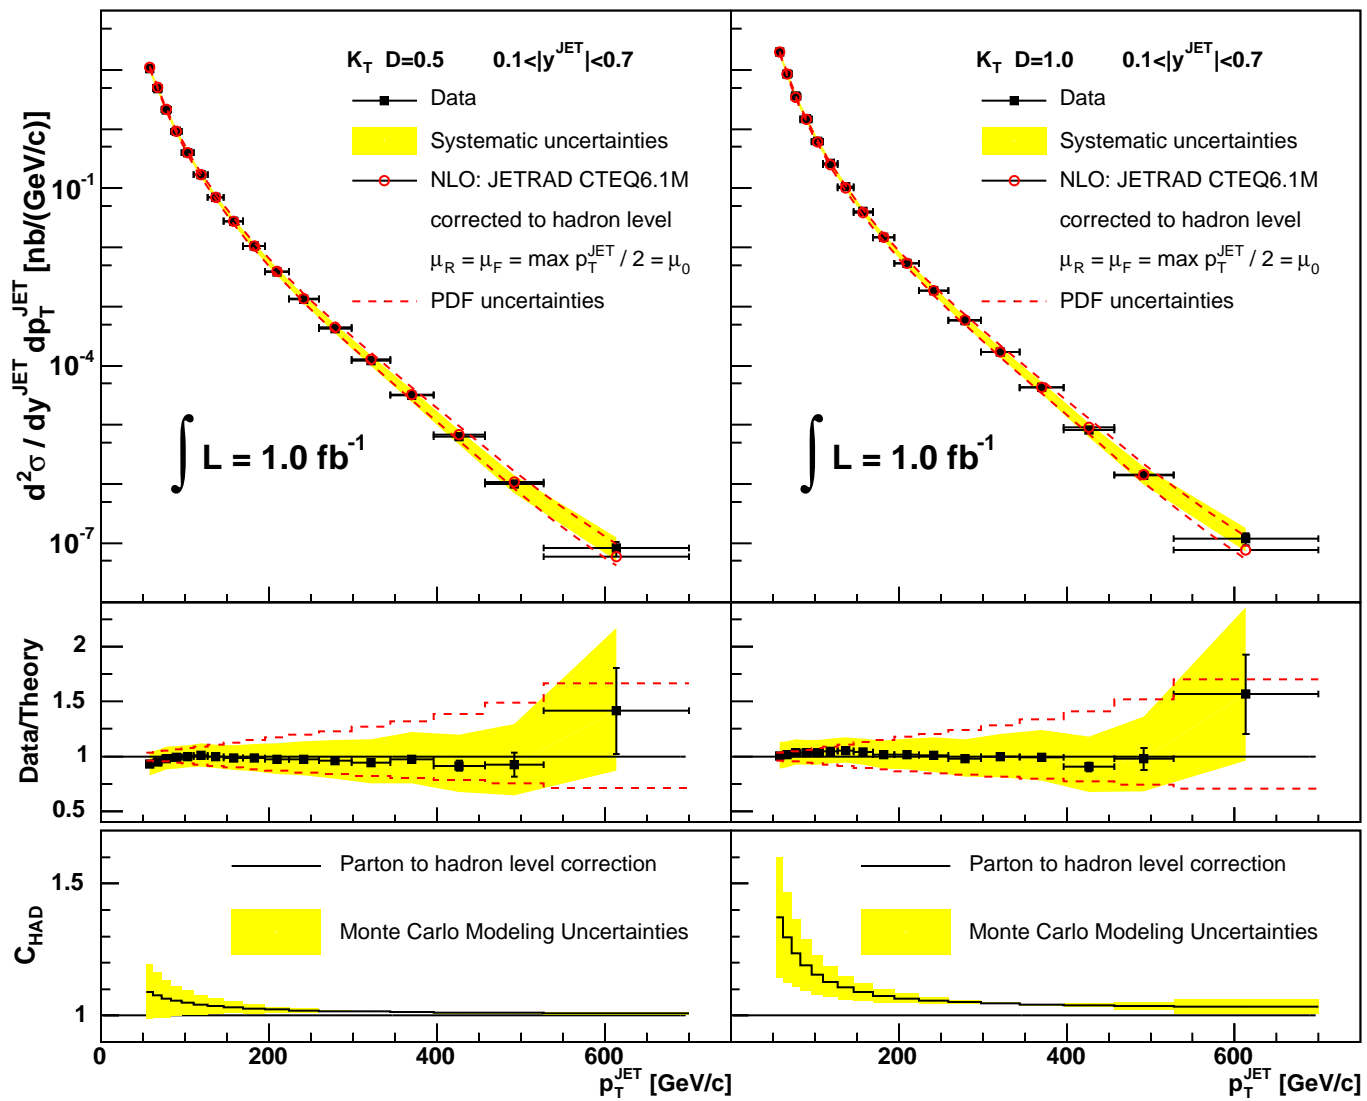 K_T D=0.5 0.1<|y^JET|<0.7
Data
Systematic uncertainties
NLO: JETRAD CTEQ6.1M
corrected to hadron level
μ_R = μ_F = max p_T^JET / 2 = μ_0
PDF uncertainties
∫ L = 1.0 fb^-1
K_T D=1.0 0.1<|y^JET|<0.7
Data
Systematic uncertainties
NLO: JETRAD CTEQ6.1M
corrected to hadron level
μ_R = μ_F = max p_T^JET / 2 = μ_0
PDF uncertainties
∫ L = 1.0 fb^-1
d^2σ / dy^JET dp_T^JET [nb/(GeV/c)]
10^-1
10^-4
10^-7
Data/Theory
2
1.5
1
0.5
C_HAD
1.5
1
Parton to hadron level correction
Monte Carlo Modeling Uncertainties
Parton to hadron level correction
Monte Carlo Modeling Uncertainties
0 200 400 600
200 400 600
p_T^JET [GeV/c]
p_T^JET [GeV/c]